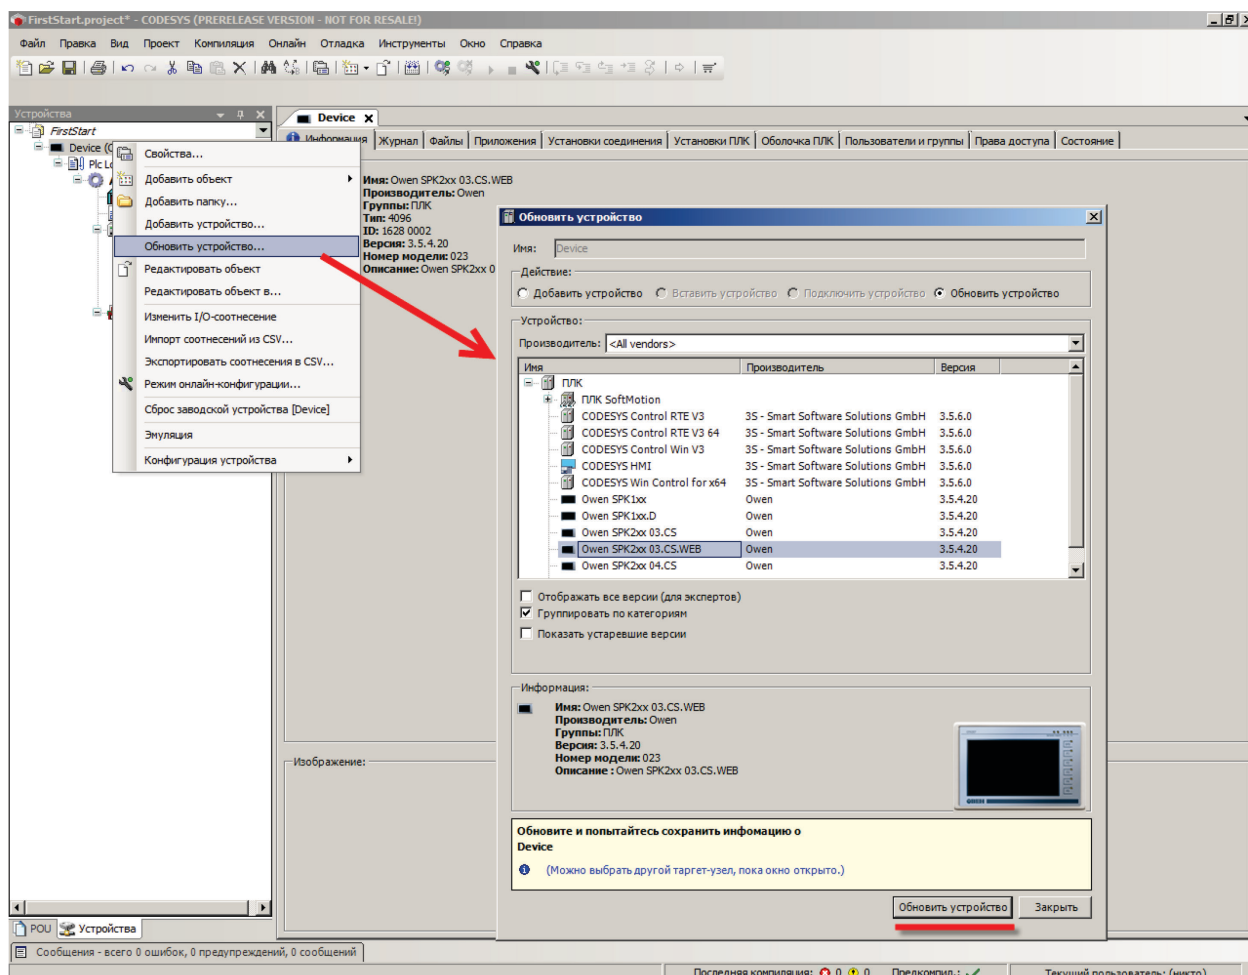 FirstStart.project* - CODESYS (PRERELEASE VERSION - NOT FOR RESALE!)
Файл Правка Вид Проект Компиляция Онлайн Отладка Инструменты Окно Справка
Устройства
FirstStart
Device
Plc
Свойства...
Добавить объект
Добавить папку...
Добавить устройство...
Обновить устройство...
Редактировать объект
Редактировать объект в...
Изменить I/O-соотнесение
Импорт соотнесений из CSV...
Экспортировать соотнесения в CSV...
Режим онлайн-конфигурации...
Сброс заводской устройства [Device]
Эмуляция
Конфигурация устройства
Device
Информация Журнал Файлы Приложения Установки соединения Установки ПЛК Оболочка ПЛК Пользователи и группы Права доступа Состояние
Имя: Owen SPK2xx 03.CS.WEB
Производитель: Owen
Группы: ПЛК
Тип: 4096
ID: 1628 0002
Версия: 3.5.4.20
Номер модели: 023
Описание: Owen SPK2xx 0
Изображение:
Обновить устройство
Имя: Device
Действие:
Добавить устройство Вставить устройство Подключить устройство Обновить устройство
Устройство:
Производитель: <All vendors>
Имя Производитель Версия
ПЛК
ПЛК SoftMotion
CODESYS Control RTE V3 3S - Smart Software Solutions GmbH 3.5.6.0
CODESYS Control RTE V3 64 3S - Smart Software Solutions GmbH 3.5.6.0
CODESYS Control Win V3 3S - Smart Software Solutions GmbH 3.5.6.0
CODESYS HMI 3S - Smart Software Solutions GmbH 3.5.6.0
CODESYS Win Control for x64 3S - Smart Software Solutions GmbH 3.5.6.0
Owen SPK1xx Owen 3.5.4.20
Owen SPK1xx.D Owen 3.5.4.20
Owen SPK2xx 03.CS Owen 3.5.4.20
Owen SPK2xx 03.CS.WEB Owen 3.5.4.20
Owen SPK2xx 04.CS Owen 3.5.4.20
Отображать все версии (для экспертов)
Группировать по категориям
Показать устаревшие версии
Информация:
Имя: Owen SPK2xx 03.CS.WEB
Производитель: Owen
Группы: ПЛК
Версия: 3.5.4.20
Номер модели: 023
Описание : Owen SPK2xx 03.CS.WEB
Обновите и попытайтесь сохранить инфомацию о
Device
(Можно выбрать другой таргет-узел, пока окно открыто.)
Обновить устройство Закрыть
POU Устройства
Сообщения - всего 0 ошибок, 0 предупреждений, 0 сообщений
Последняя компиляция: 0 0 Предкомпил.: Текущий пользователь: (никто)